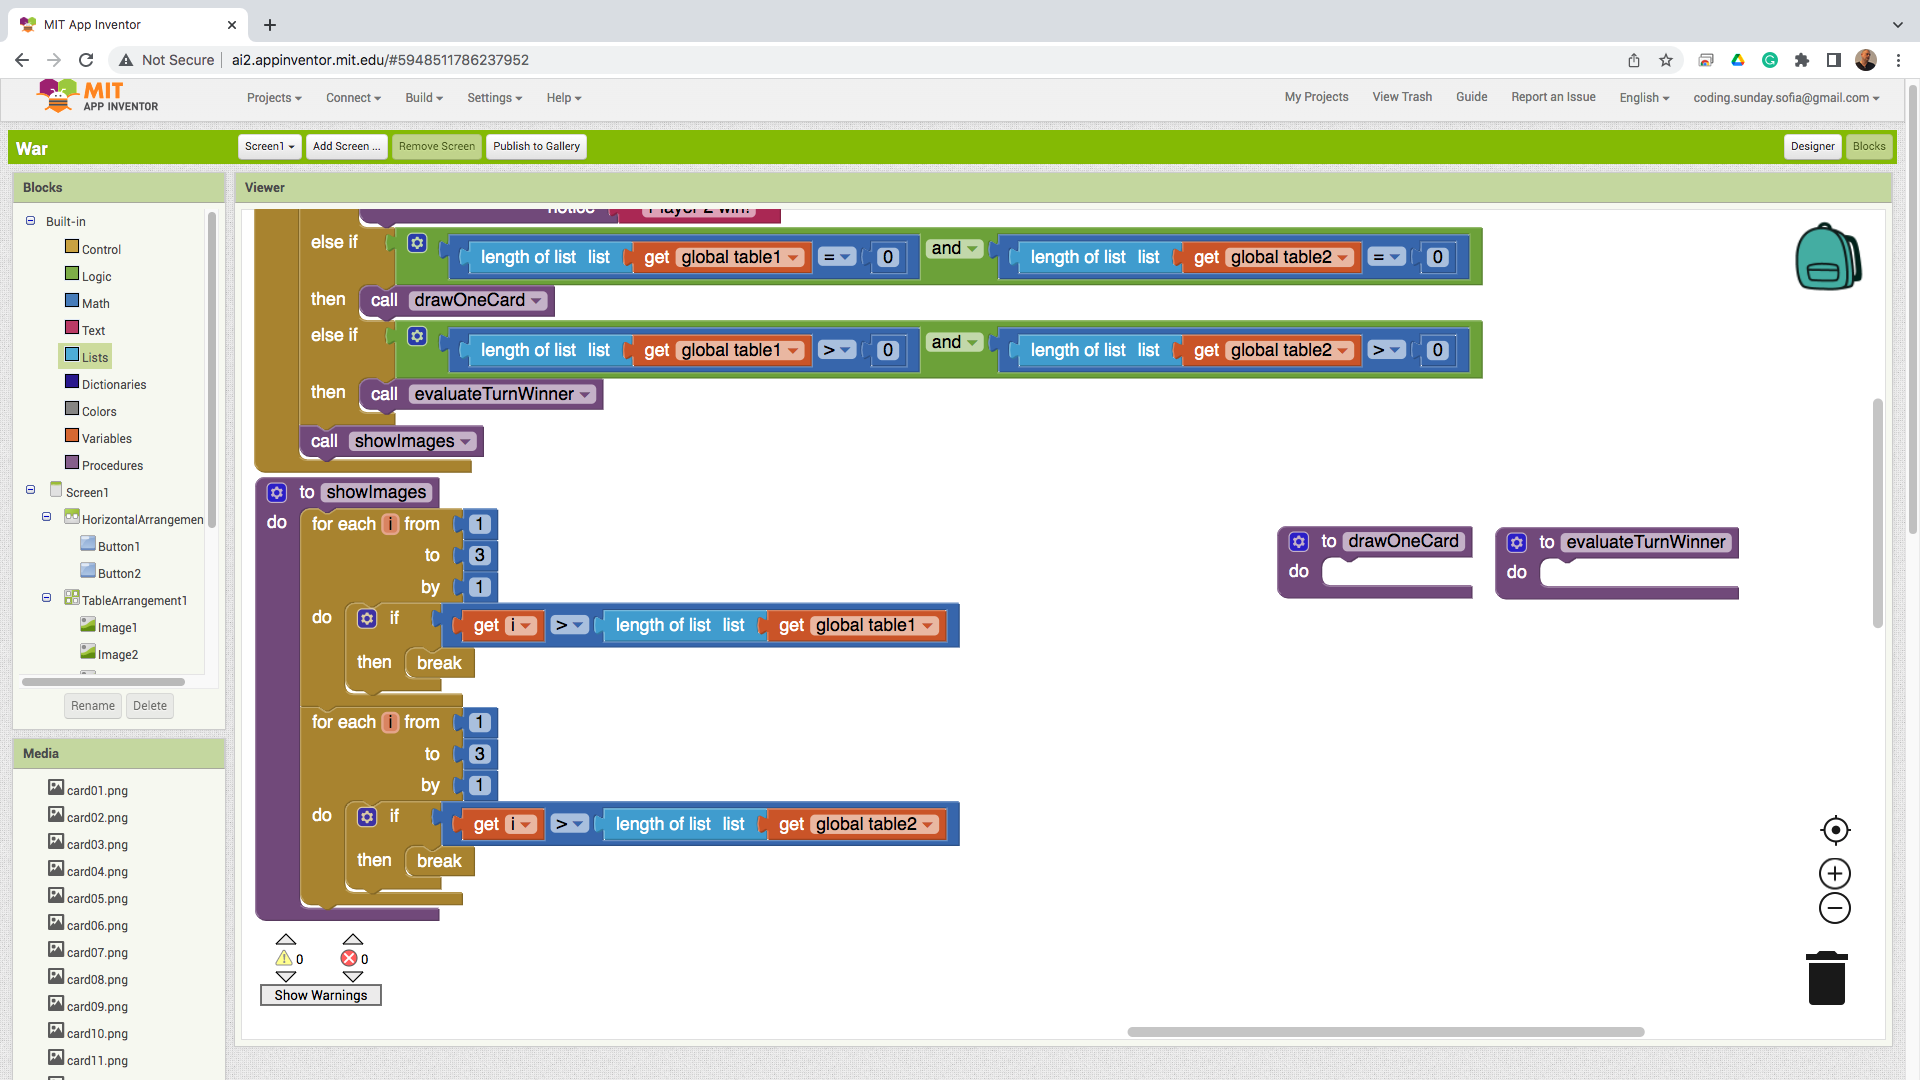 MIT App Inventor
Not Secure
ai2.appinventor.mit.edu/#5948511786237952
MIT
APP INVENTOR
Projects
Connect
Build
Settings
Help
My Projects
View Trash
Guide
Report an Issue
English
coding.sunday.sofia@gmail.com
War
Screen1
Add Screen ...
Remove Screen
Publish to Gallery
Designer
Blocks
Blocks
Built-in
Control
Logic
Math
Text
Lists
Dictionaries
Colors
Variables
Procedures
Screen1
HorizontalArrangemen
Button1
Button2
TableArrangement1
Image1
Image2
Rename
Delete
Media
card01.png
card02.png
card03.png
card04.png
card05.png
card06.png
card07.png
card08.png
card09.png
card10.png
card11.png
Viewer
notice Player 2 win!
else if length of list list get global table1 = 0 and length of list list get global table2 = 0
then call drawOneCard
else if length of list list get global table1 > 0 and length of list list get global table2 > 0
then call evaluateTurnWinner
call showImages
to showImages
do for each i from 1
to 3
by 1
do if get i > length of list list get global table1
then break
for each i from 1
to 3
by 1
do if get i > length of list list get global table2
then break
to drawOneCard
do
to evaluateTurnWinner
do
0
0
Show Warnings